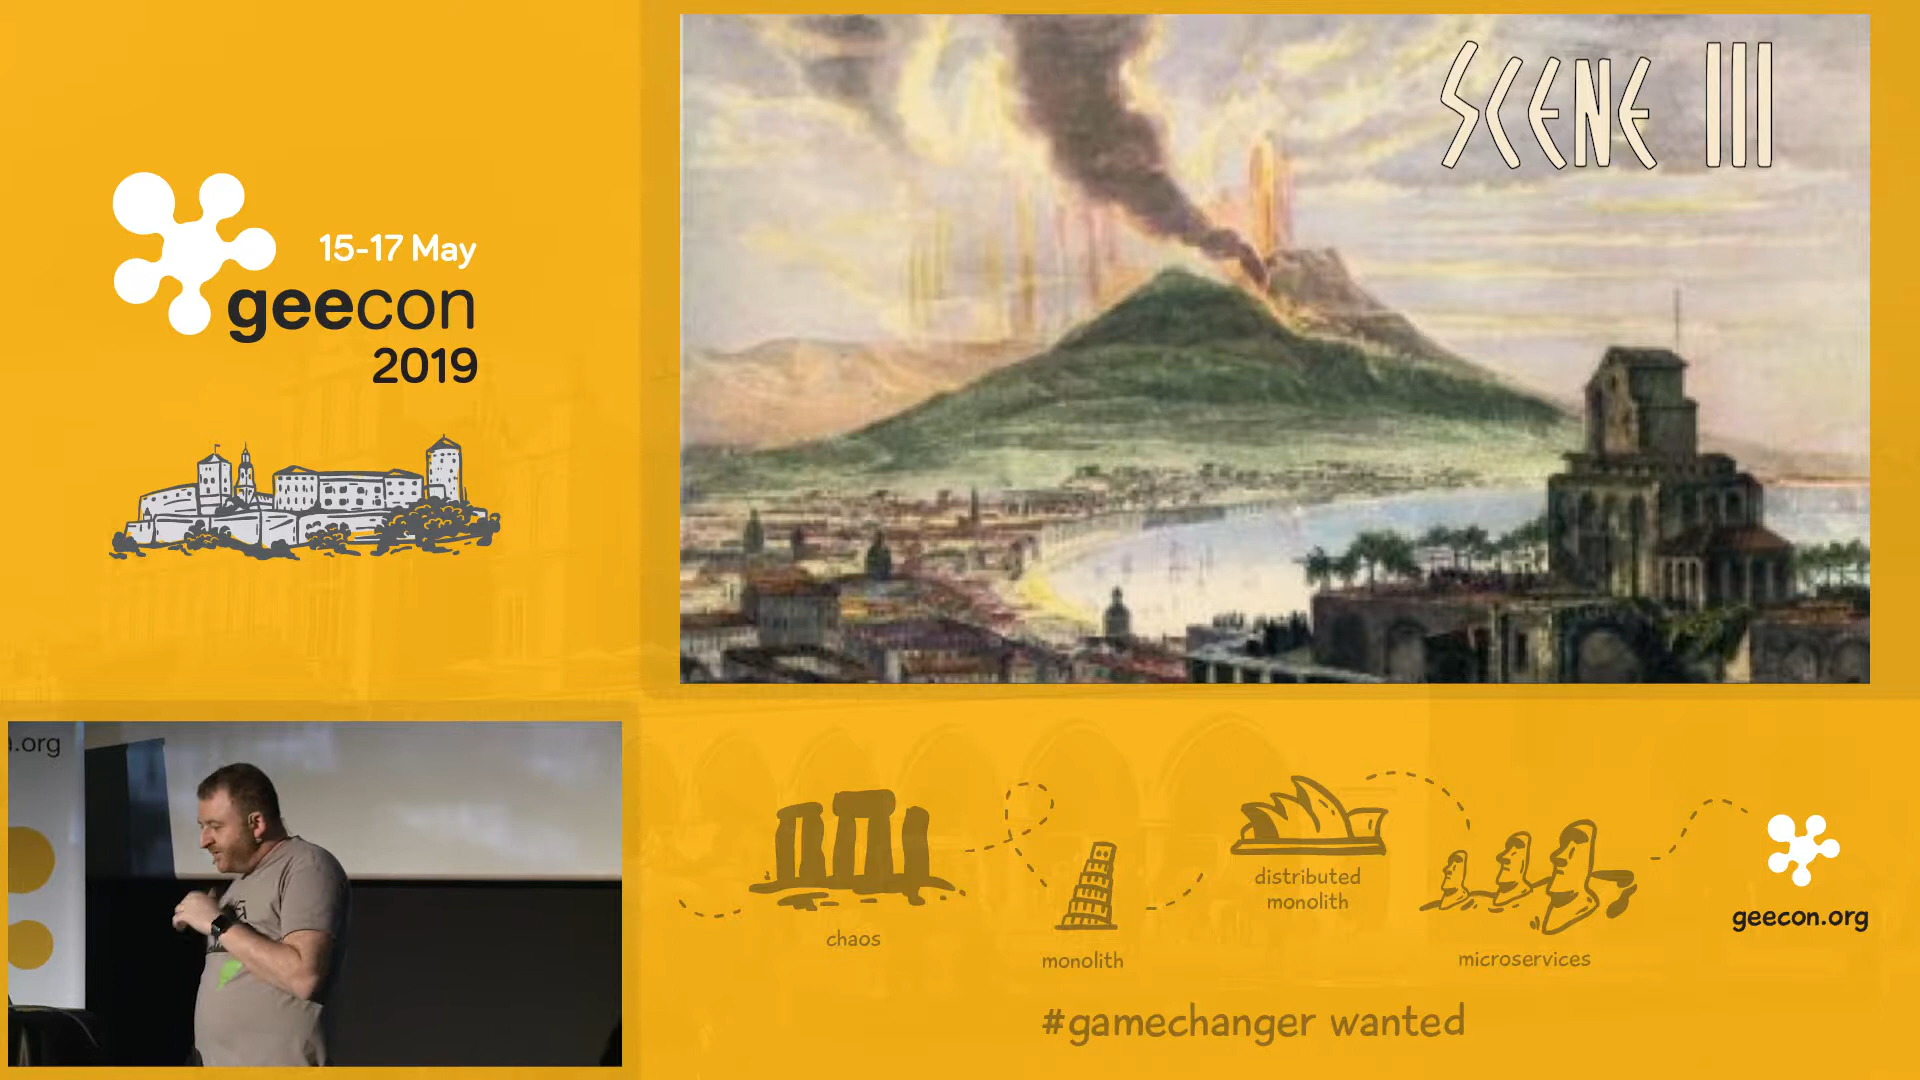 15-17 May
geecon
2019
SCENE III
.org
chaos
monolith
distributed
monolith
microservices
geecon.org
#gamechanger wanted